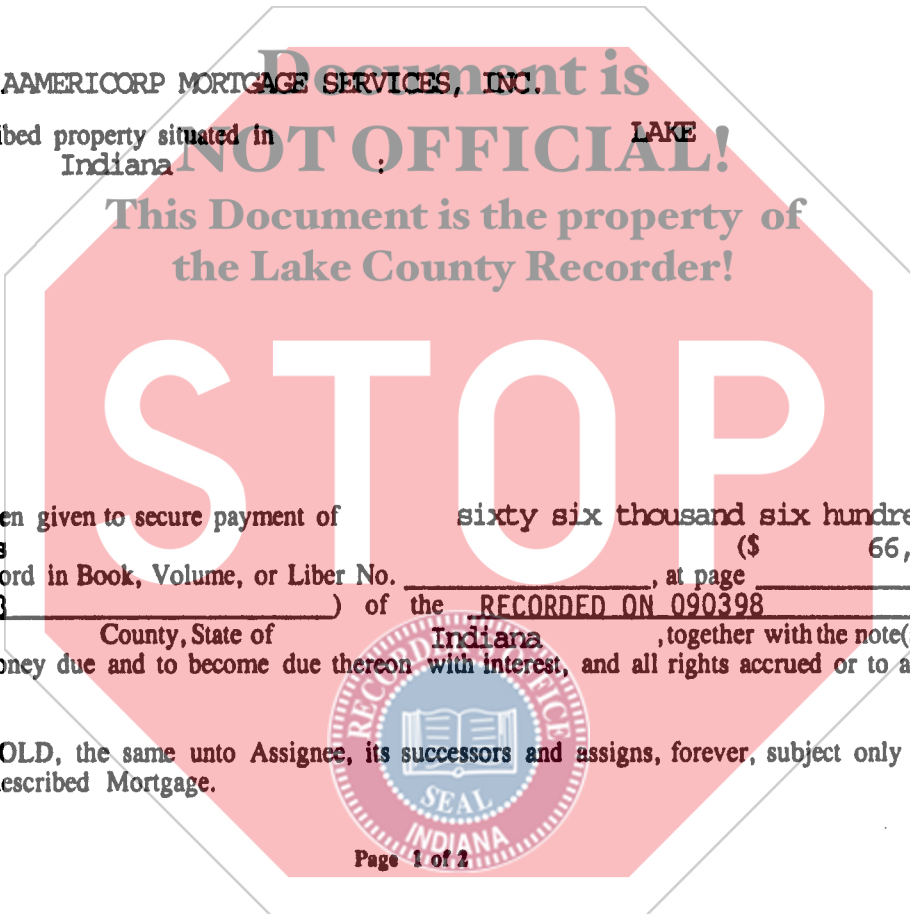 Document is
AAMERICORP MORTGAGE SERVICES, INC.
ibed property situated in LAKE
NOT OFFICIAL!
Indiana :
This Document is the property of
the Lake County Recorder!
STOP
en given to secure payment of sixty six thousand six hundre
s ($ 66,
ord in Book, Volume, or Liber No. , at page
) of the RECORDED ON 090398
County, State of Indiana , together with the note(
oney due and to become due thereon with interest, and all rights accrued or to a
RECORDER'S OFFICE
OLD, the same unto Assignee, its successors and assigns, forever, subject only
escribed Mortgage.
SEAL
INDIANA
Page 1 of 2